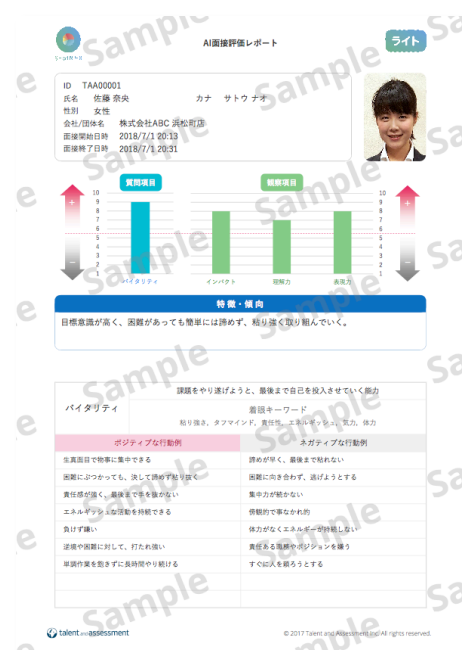 Sample
AI面接評価レポート
ライト
ID TAA00001
氏名 佐藤 奈央 カナ サトウ ナオ
性別 女性
会社/団体名 株式会社ABC 浜松町店
面接開始日時 2018/7/1 20:13
面接終了日時 2018/7/1 20:31
質問項目 観察項目
10 10
9 9
8 8
7 7
6 6
5 5
4 4
3 3
2 2
1 1
+ +
- -
バイタリティ インパクト 理解力 表現力
特徴・傾向
目標意識が高く、困難があっても簡単には諦めず、粘り強く取り組んでいく。
バイタリティ
課題をやり遂げようと、最後まで自己を投入させていく能力
着眼キーワード
粘り強さ、タフマインド、責任性、エネルギッシュ、気力、体力
ポジティブな行動例 ネガティブな行動例
生真面目で物事に集中できる 諦めが早く、最後まで粘れない
困難にぶつかっても、決して諦めず粘り抜く 困難に向き合わず、逃げようとする
責任感が強く、最後まで手を抜かない 集中力が続かない
エネルギッシュな活動を持続できる 傍観的で事なかれ的
負けず嫌い 体力がなくエネルギーが持続しない
逆境や困難に対して、打たれ強い 責任ある職務やポジションを嫌う
単調作業を飽きずに長時間やり続ける すぐに人を頼ろうとする
talent and assessment
© 2017 Talent and Assessment Inc. All rights reserved.